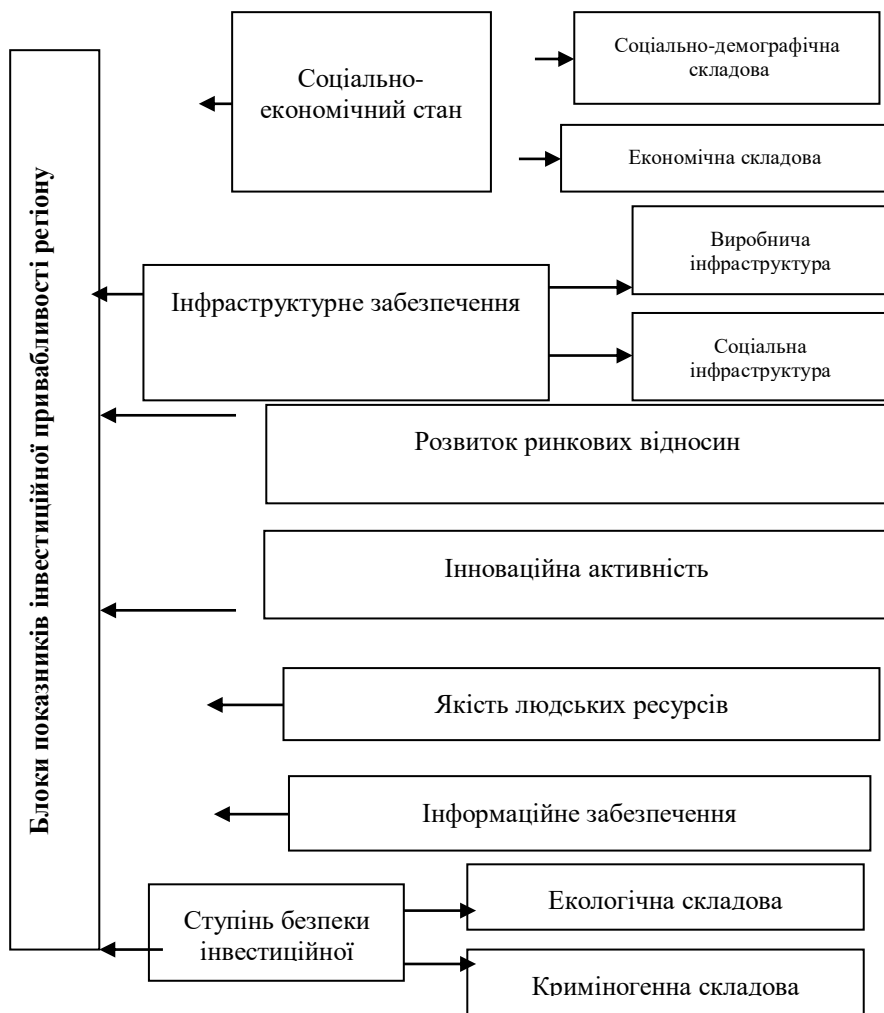 Блоки показників інвестиційної привабливості регіону
Соціально-
економічний стан
Соціально-демографічна
складова
Економічна складова
Інфраструктурне забезпечення
Виробнича
інфраструктура
Соціальна
інфраструктура
Розвиток ринкових відносин
Інноваційна активність
Якість людських ресурсів
Інформаційне забезпечення
Ступінь безпеки
інвестиційної
Екологічна складова
Криміногенна складова